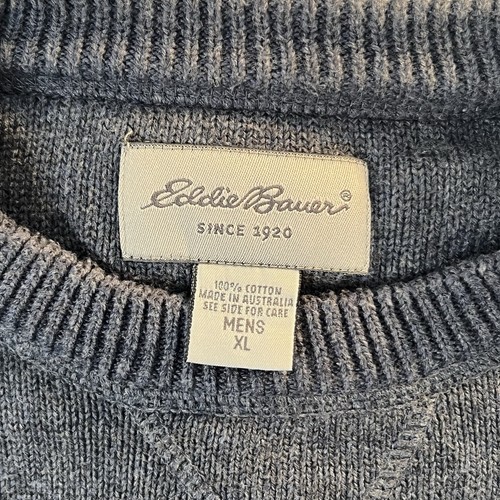 Eddie Bauer®
SINCE 1920
100% COTTON
MADE IN AUSTRALIA
SEE SIDE FOR CARE
MENS
XL